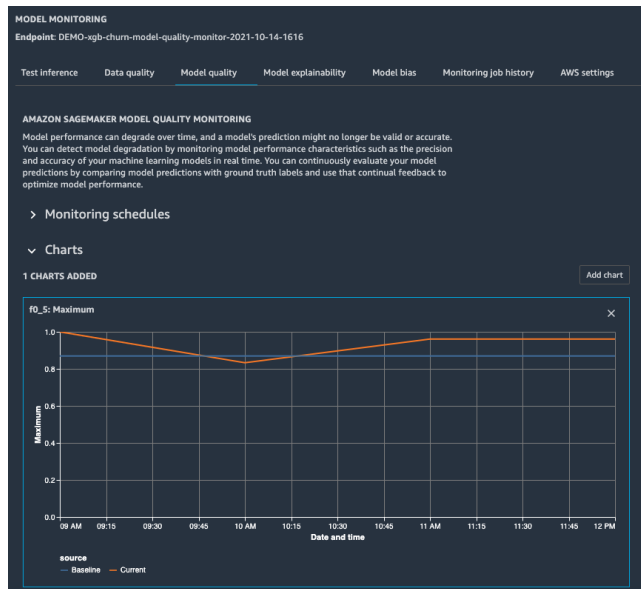 MODEL MONITORING
Endpoint: DEMO-xgb-churn-model-quality-monitor-2021-10-14-1616
Test inference Data quality Model quality Model explainability Model bias Monitoring job history AWS settings
AMAZON SAGEMAKER MODEL QUALITY MONITORING
Model performance can degrade over time, and a model's prediction might no longer be valid or accurate.
You can detect model degradation by monitoring model performance characteristics such as the precision
and accuracy of your machine learning models in real time. You can continuously evaluate your model
predictions by comparing model predictions with ground truth labels and use that continual feedback to
optimize model performance.
Monitoring schedules
Charts
1 CHARTS ADDED
Add chart
f0_5: Maximum
1.0
0.8
0.6
0.4
0.2
0.0
Maximum
09 AM 09:15 09:30 09:45 10 AM 10:15 10:30 10:45 11 AM 11:15 11:30 11:45 12 PM
Date and time
source
Baseline Current